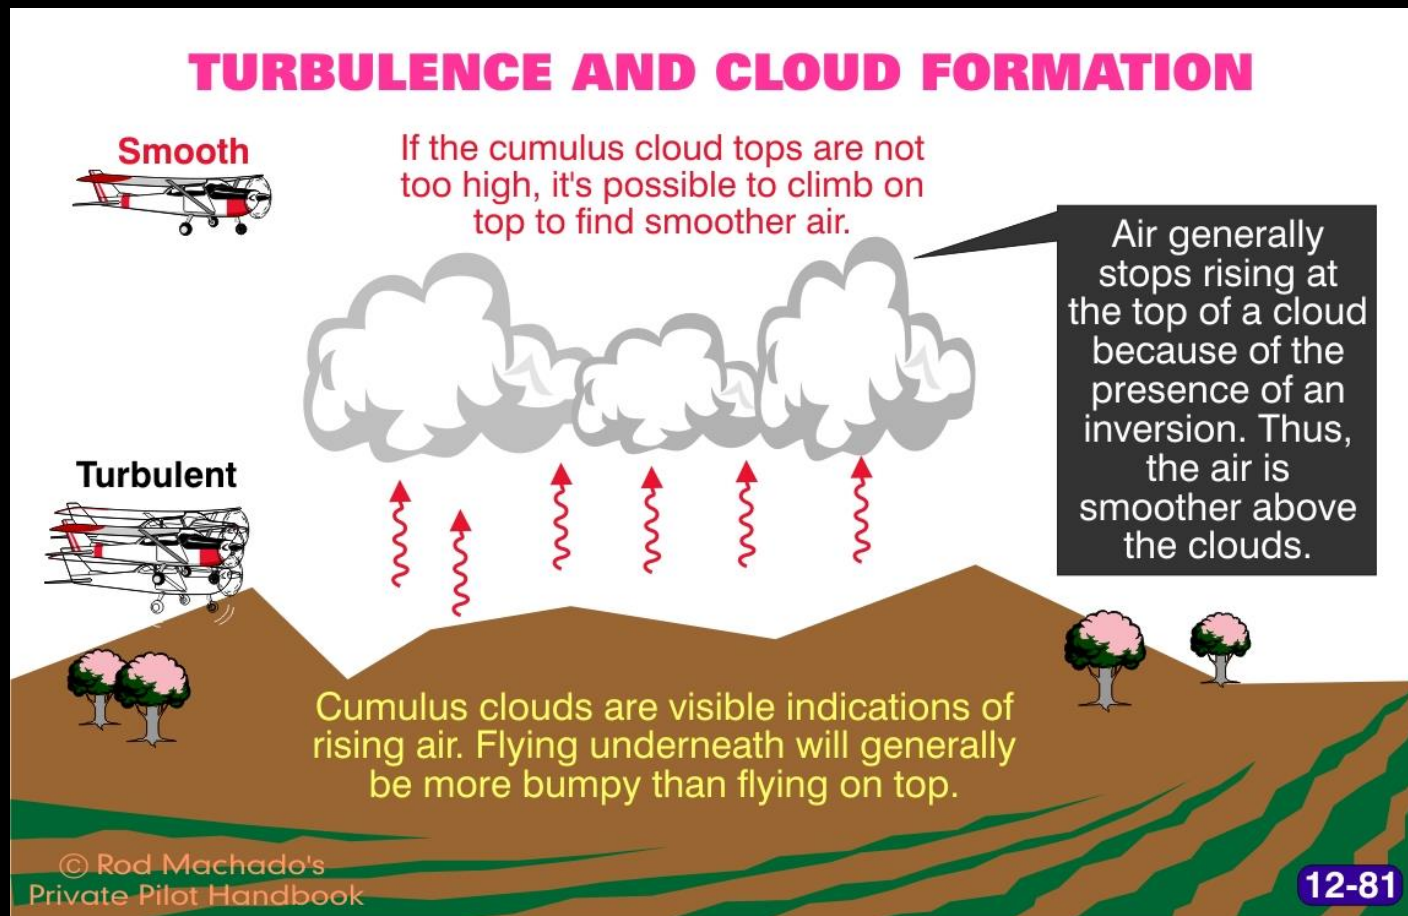 TURBULENCE AND CLOUD FORMATION
Smooth
If the cumulus cloud tops are not
too high, it's possible to climb on
top to find smoother air.
Air generally
stops rising at
the top of a cloud
because of the
presence of an
inversion. Thus,
the air is
smoother above
the clouds.
Turbulent
Cumulus clouds are visible indications of
rising air. Flying underneath will generally
be more bumpy than flying on top.
© Rod Machado's
Private Pilot Handbook
12-81